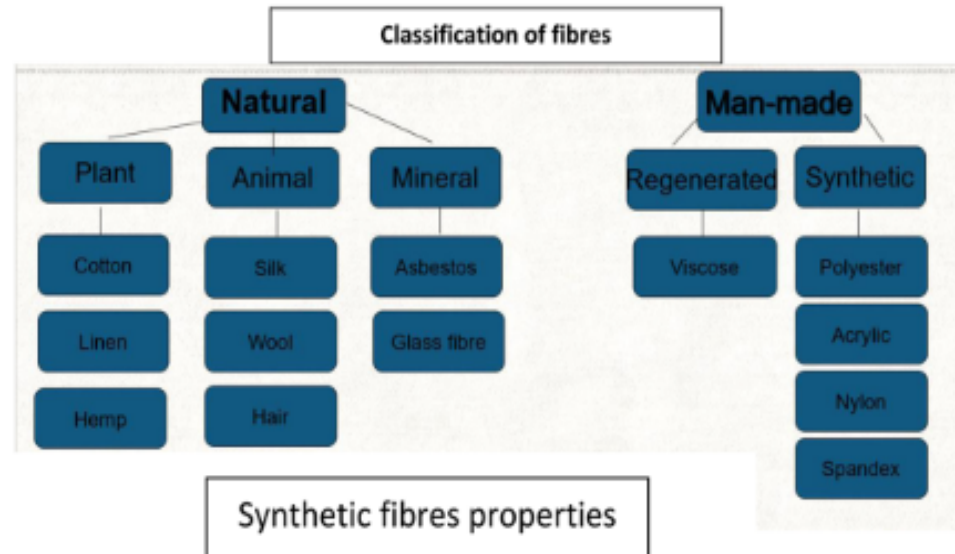 Classification of fibres
Natural
Man-made
Plant
Animal
Mineral
Regenerated
Synthetic
Cotton
Silk
Asbestos
Viscose
Polyester
Linen
Wool
Glass fibre
Acrylic
Hemp
Hair
Nylon
Spandex
Synthetic fibres properties